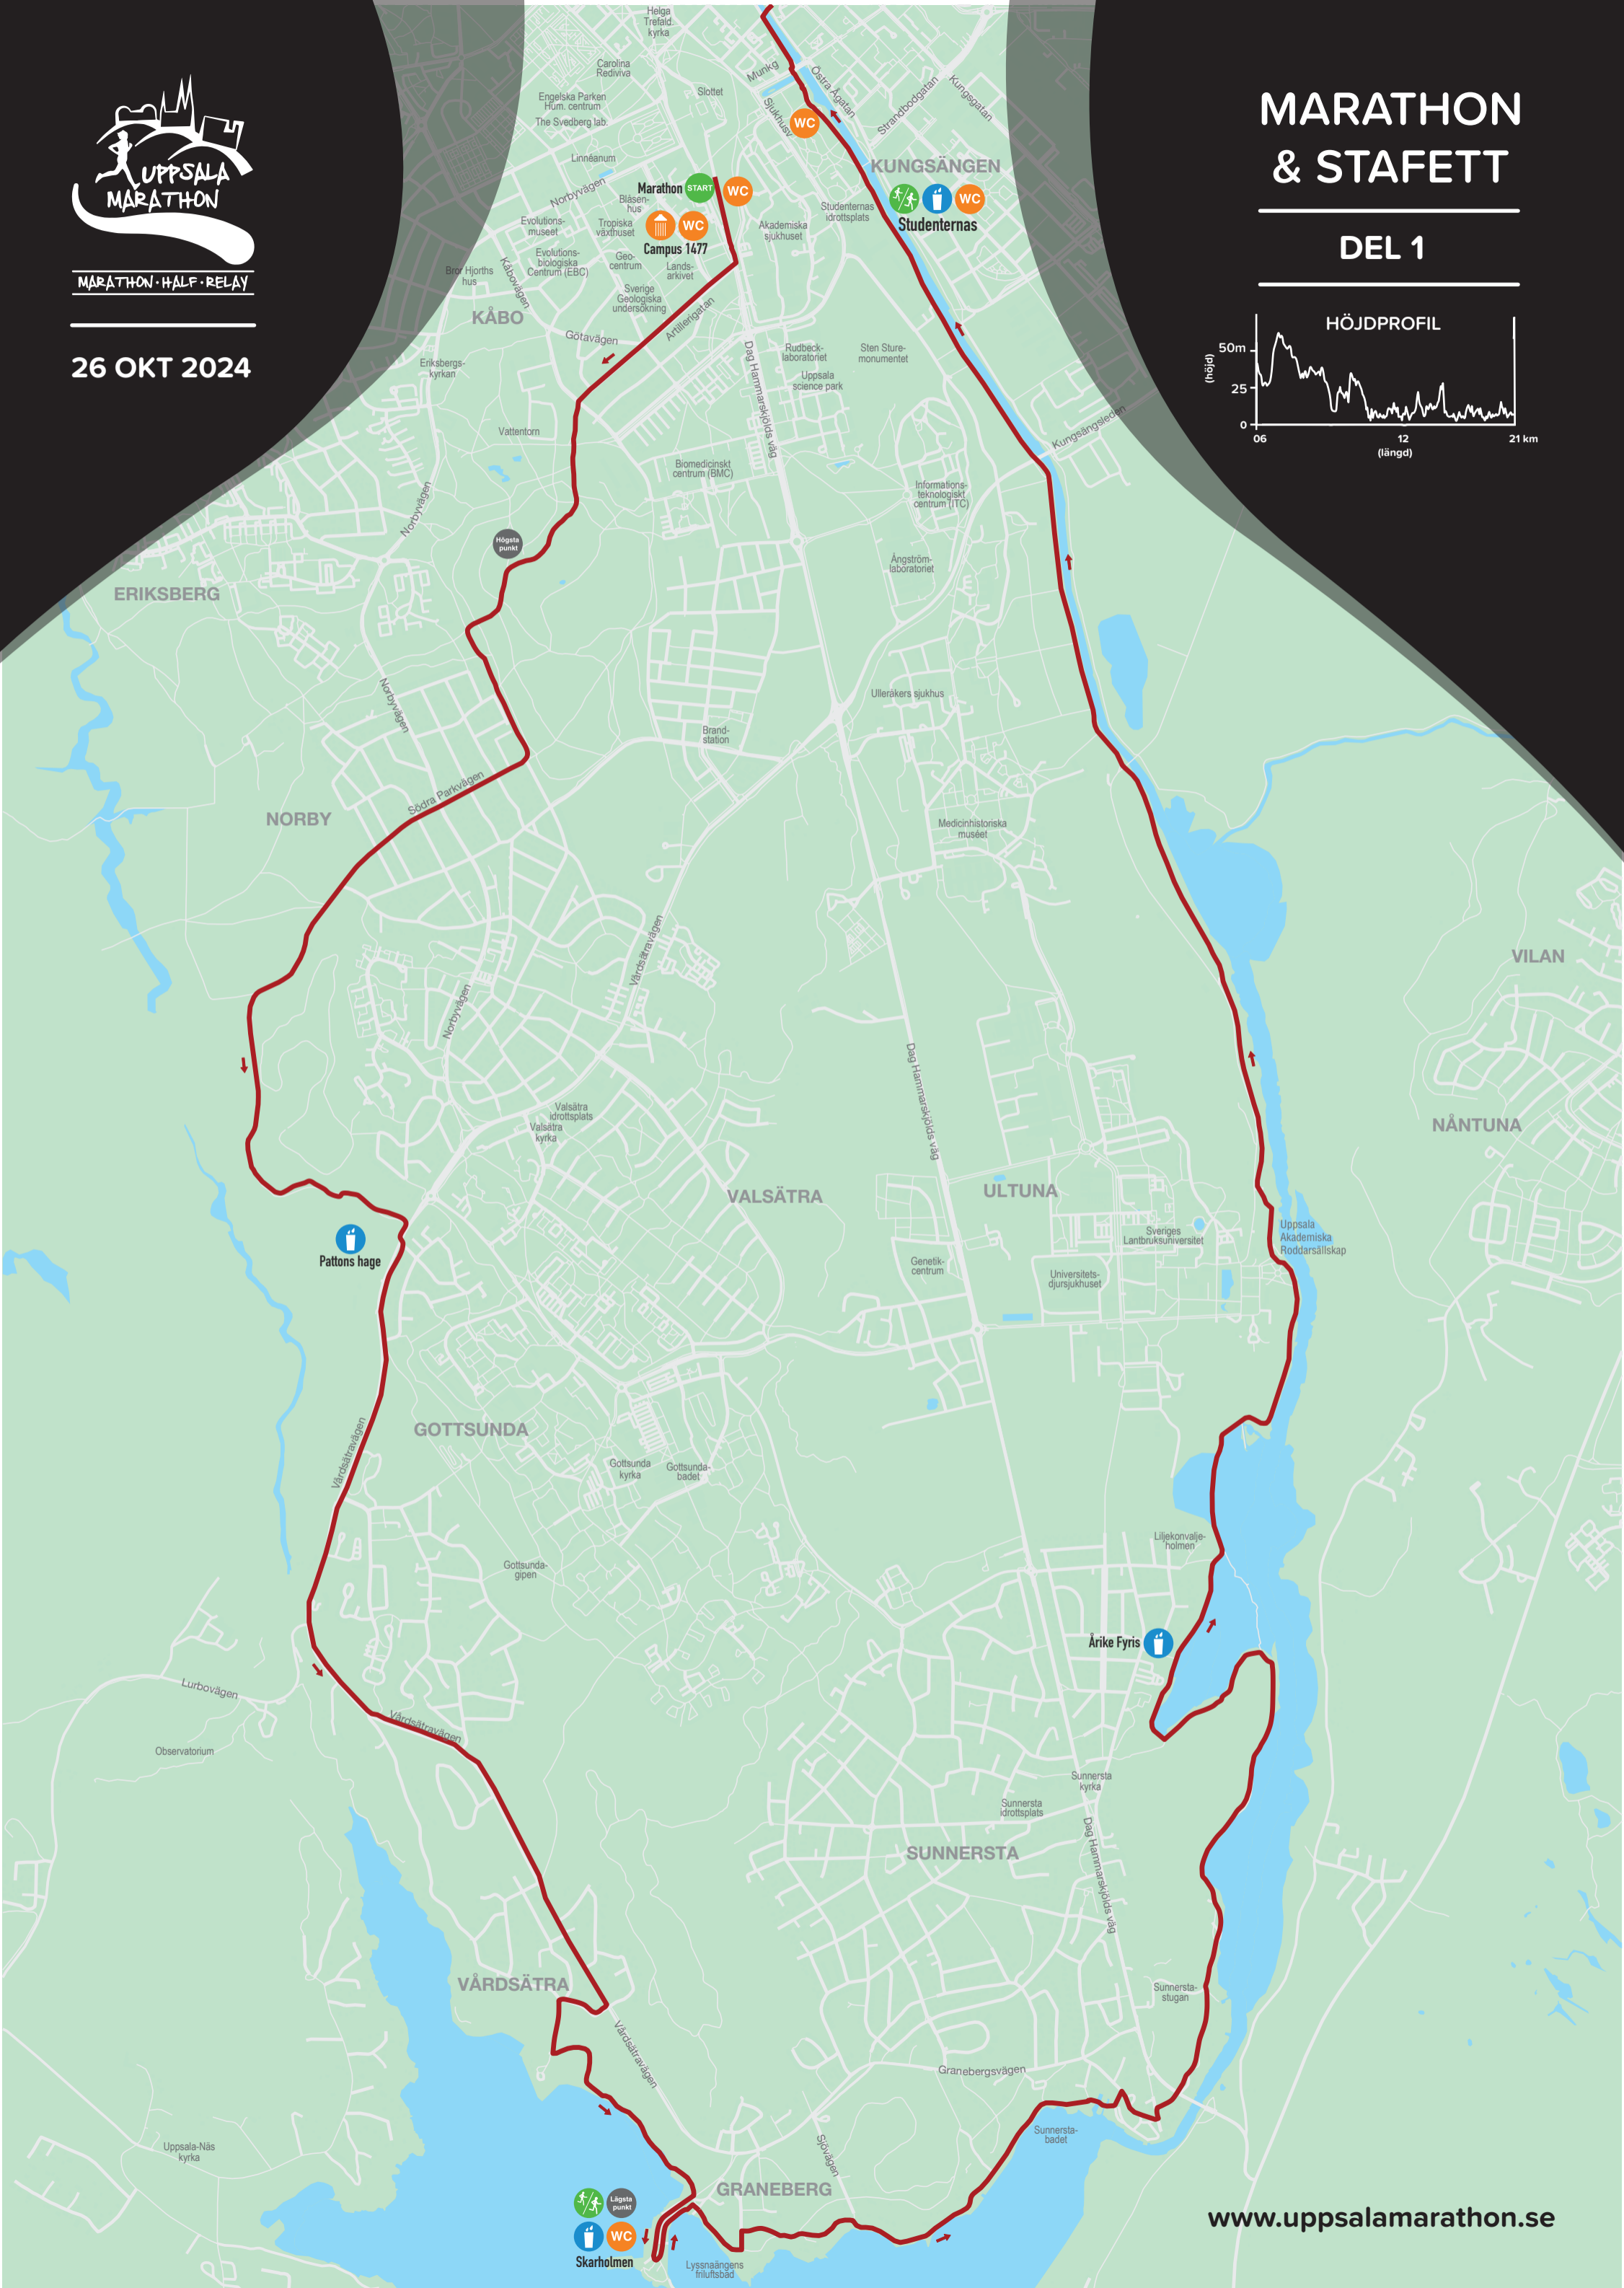 UPPSALA
MARATHON
MARATHON·HALF·RELAY
26 OKT 2024
MARATHON
& STAFETT
DEL 1
HÖJDPROFIL
50m
25
0
(höjd)
06
12
21 km
(längd)
Helga
Trefald.
kyrka
Carolina
Rediviva
Munkg
Östra Ågatan
Slottet
Sjukhusv
Strandbodgatan
Kungsgatan
Engelska Parken
Hum. centrum
The Svedberg lab.
WC
KUNGSÄNGEN
Linnéanum
Norbyvägen
Marathon
START
WC
WC
Studenternas
Blåsen-
hus
Studenternas
idrottsplats
Evolutions-
museet
Tropiska
växthuset
WC
Campus 1477
Akademiska
sjukhuset
Evolutions-
biologiska
Centrum (EBC)
Geo-
centrum
Lands-
arkivet
Bror Hjorths
hus
Kåbovägen
Sverige
Geologiska
undersökning
KÅBO
Artillerigatan
Götavägen
Eriksbergs-
kyrkan
Dag Hammarskjölds väg
Rudbeck-
laboratoriet
Sten Sture-
monumentet
Uppsala
science park
Vattentorn
Kungsängsleden
Biomedicinskt
centrum (BMC)
Informations-
teknologiskt
centrum (ITC)
Norbyvägen
Högsta
punkt
Ångström-
laboratoriet
ERIKSBERG
Norbyvägen
Ulleråkers sjukhus
Brand-
station
Södra Parkvägen
NORBY
Medicinhistoriska
muséet
Vårdsätravägen
VILAN
Norbyvägen
Dag Hammarskjölds väg
Valsätra
idrottsplats
Valsätra
kyrka
NÅNTUNA
VALSÄTRA
ULTUNA
Sveriges
Lantbruksuniversitet
Uppsala
Akademiska
Roddarsällskap
Pattons hage
Genetik-
centrum
Universitets-
djursjukhuset
GOTTSUNDA
Vårdsätravägen
Gottsunda
kyrka
Gottsunda-
badet
Liljekonvalje-
holmen
Gottsunda-
gipen
Årike Fyris
Lurbovägen
Vårdsätravägen
Observatorium
Sunnersta
kyrka
Sunnersta
idrottsplats
Dag Hammarskjölds väg
SUNNERSTA
VÅRDSÄTRA
Sunnersta-
stugan
Vårdsätravägen
Granebergsvägen
Sunnersta-
badet
Uppsala-Näs
kyrka
Sjövägen
GRANEBERG
Lägsta
punkt
WC
Skarholmen
Lyssnaängens
friluftsbad
www.uppsalamarathon.se